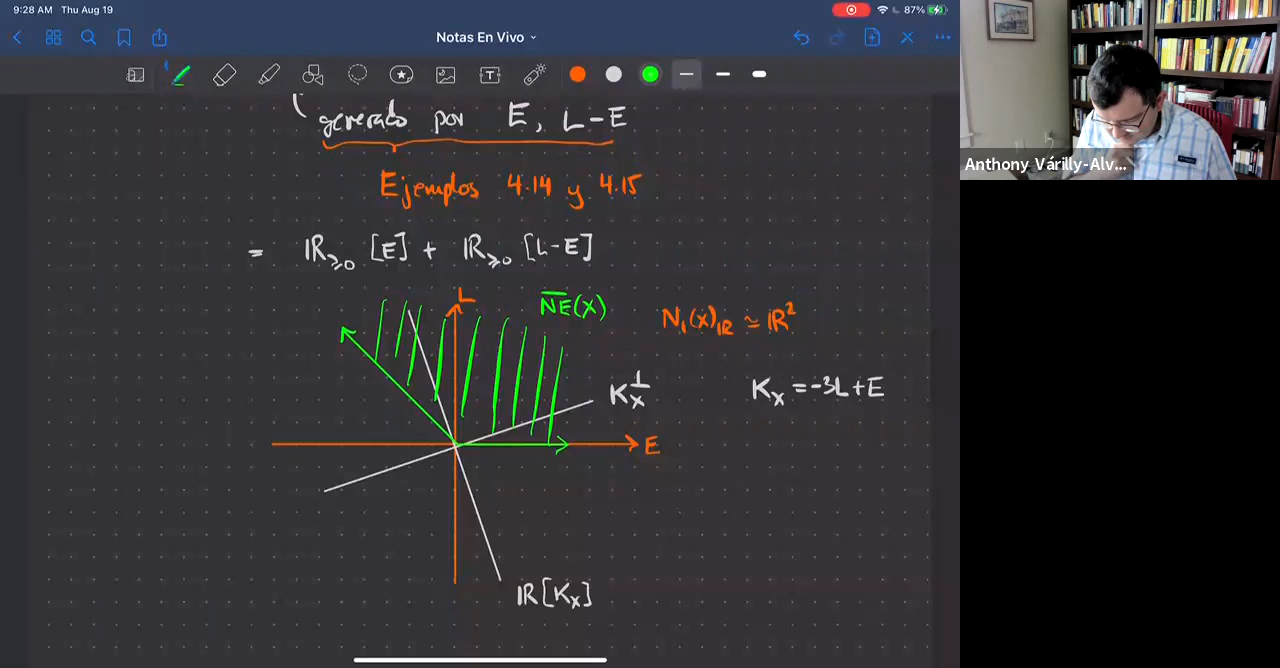 9:28 AM Thu Aug 19
87%
Notas En Vivo
generado por E, L-E
Ejemplos 4.14 y 4.15
= ℝ≥0 [E] + ℝ≥0 [L-E]
L
N̅E̅(X)
N₁(X)ℝ ≃ ℝ²
K_X^⊥
K_X = -3L+E
E
ℝ[K_X]
Anthony Várilly-Alv...